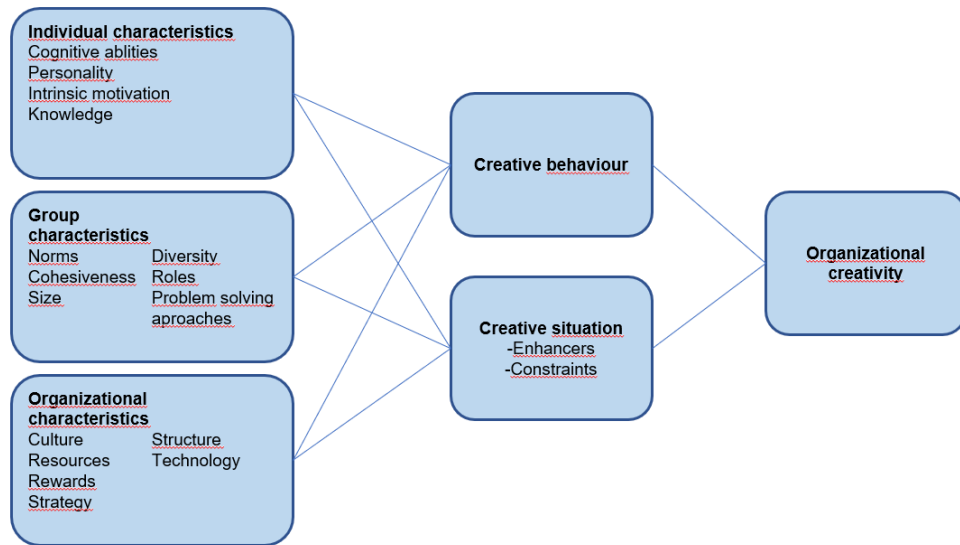 Individual characteristics
Cognitive ablities
Personality
Intrinsic motivation
Knowledge
Group
characteristics
Norms Diversity
Cohesiveness Roles
Size Problem solving
aproaches
Organizational
characteristics
Culture Structure
Resources Technology
Rewards
Strategy
Creative behaviour
Creative situation
-Enhancers
-Constraints
Organizational
creativity